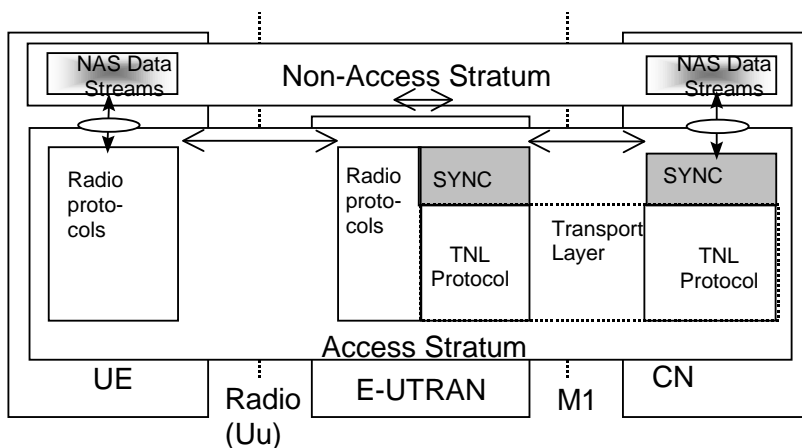 NAS Data
Streams
Non-Access Stratum
NAS Data
Streams
Radio
proto-
cols
Radio
proto-
cols
SYNC
TNL
Protocol
Transport
Layer
SYNC
TNL
Protocol
Access Stratum
UE
Radio
(Uu)
E-UTRAN
M1
CN